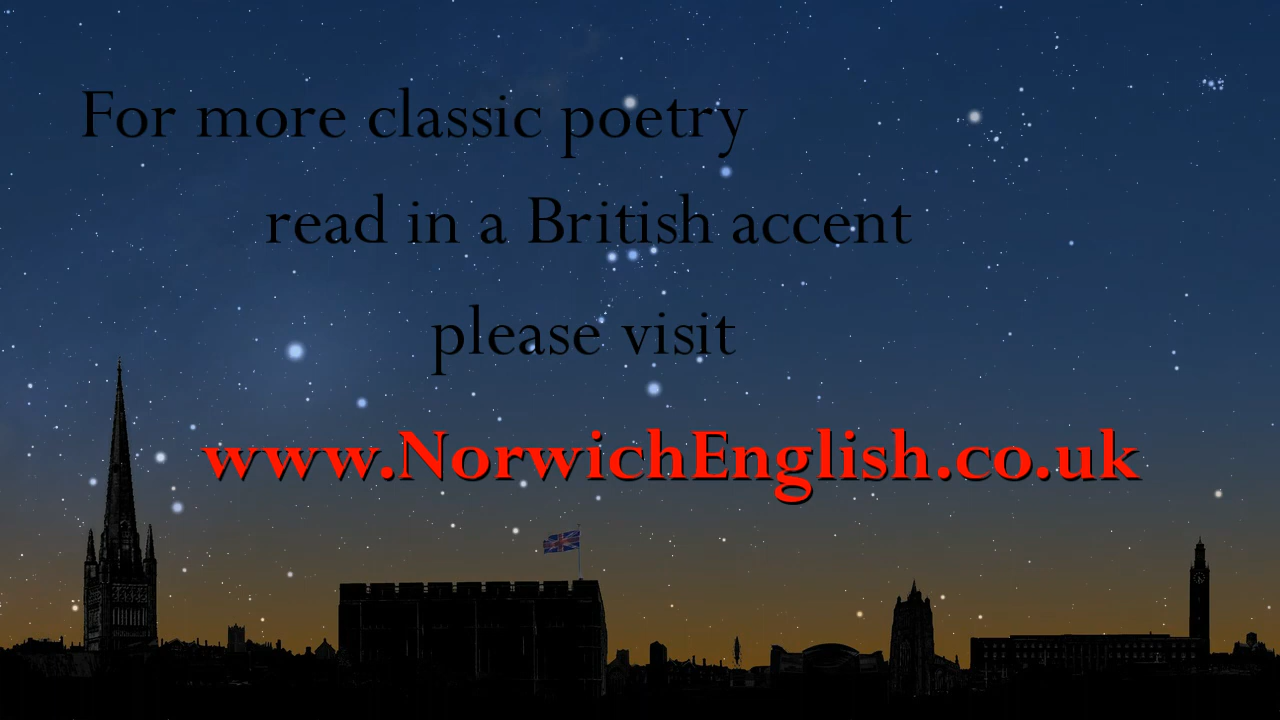 For more classic poetry
read in a British accent
please visit
www.NorwichEnglish.co.uk